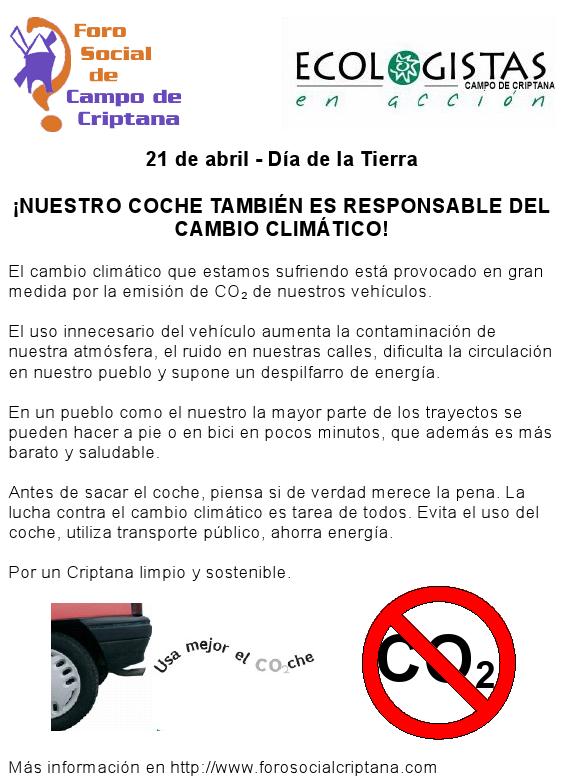 Foro
Social
de
Campo de
Criptana
ECOLOGISTAS
CAMPO DE CRIPTANA
en acción
21 de abril - Día de la Tierra
¡NUESTRO COCHE TAMBIÉN ES RESPONSABLE DEL
CAMBIO CLIMÁTICO!
El cambio climático que estamos sufriendo está provocado en gran
medida por la emisión de CO₂ de nuestros vehículos.
El uso innecesario del vehículo aumenta la contaminación de
nuestra atmósfera, el ruido en nuestras calles, dificulta la circulación
en nuestro pueblo y supone un despilfarro de energía.
En un pueblo como el nuestro la mayor parte de los trayectos se
pueden hacer a pie o en bici en pocos minutos, que además es más
barato y saludable.
Antes de sacar el coche, piensa si de verdad merece la pena. La
lucha contra el cambio climático es tarea de todos. Evita el uso del
coche, utiliza transporte público, ahorra energía.
Por un Criptana limpio y sostenible.
Usa mejor el CO₂che
CO₂
Más información en http://www.forosocialcriptana.com